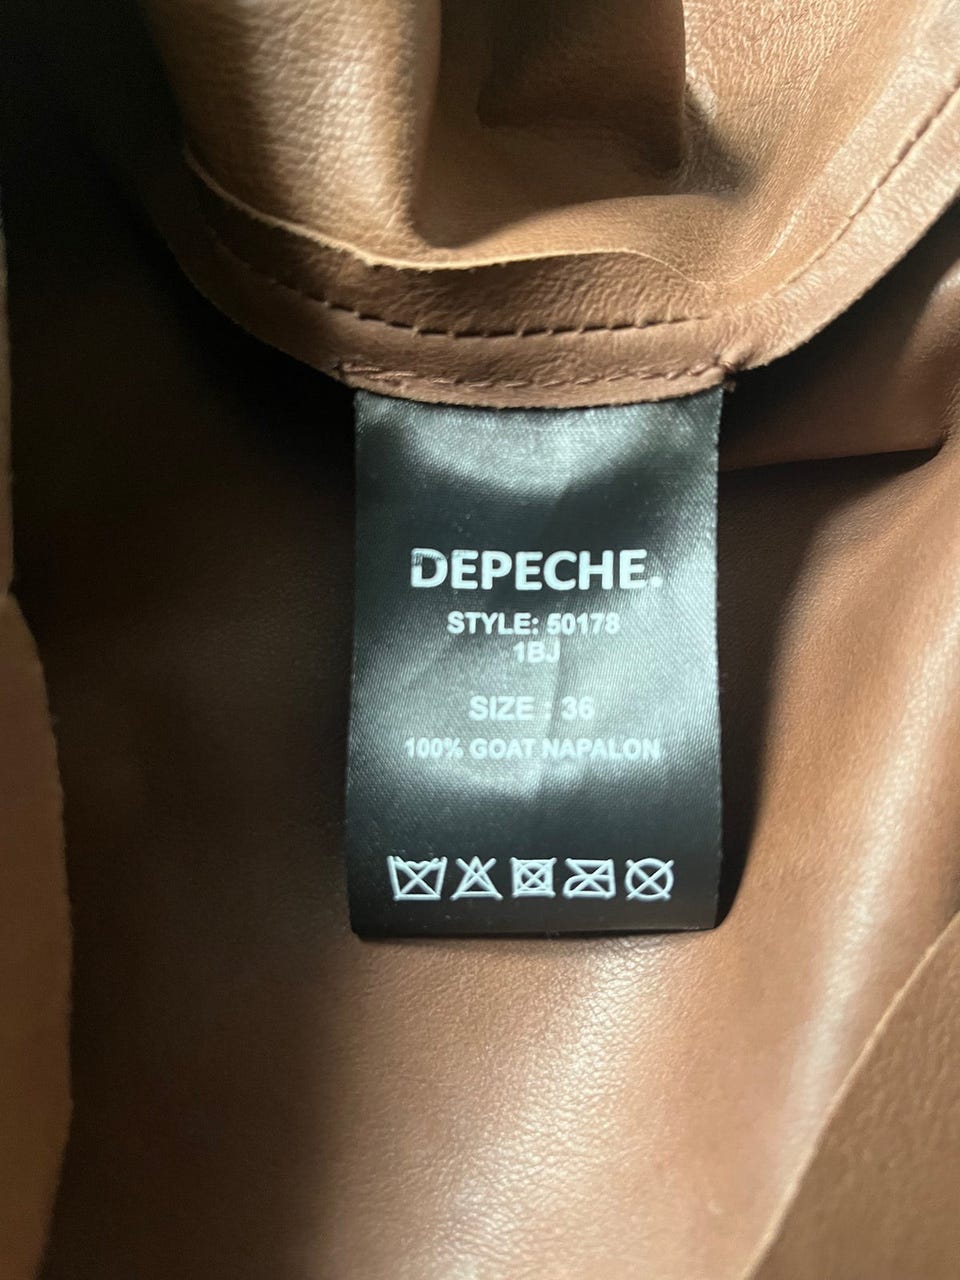 DEPECHE.
STYLE: 50178
1BJ
SIZE : 36
100% GOAT NAPALON